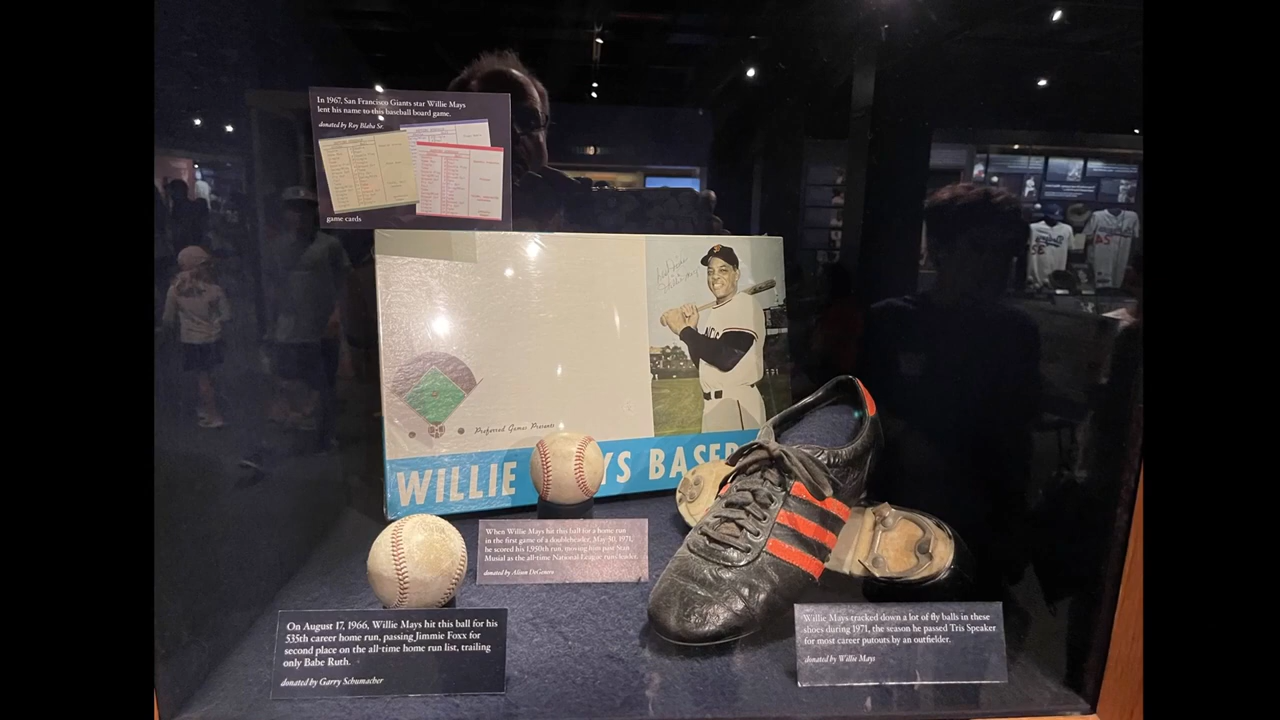 In 1967, San Francisco Giants star Willie Mays
lent his name to this baseball board game.
donated by Roy Blaha Sr.
game cards
Willie Mays
Preferred Games Presents
WILLIE YS BASEB
When Willie Mays hit this ball for a home run
in the first game of a doubleheader, May 30, 1971,
he scored his 1,950th run, moving him past Stan
Musial as the all-time National League runs leader.
donated by Alison DeGenero
On August 17, 1966, Willie Mays hit this ball for his
535th career home run, passing Jimmie Foxx for
second place on the all-time home run list, trailing
only Babe Ruth.
donated by Garry Schumacher
Willie Mays tracked down a lot of fly balls in these
shoes during 1971, the season he passed Tris Speaker
for most career putouts by an outfielder.
donated by Willie Mays